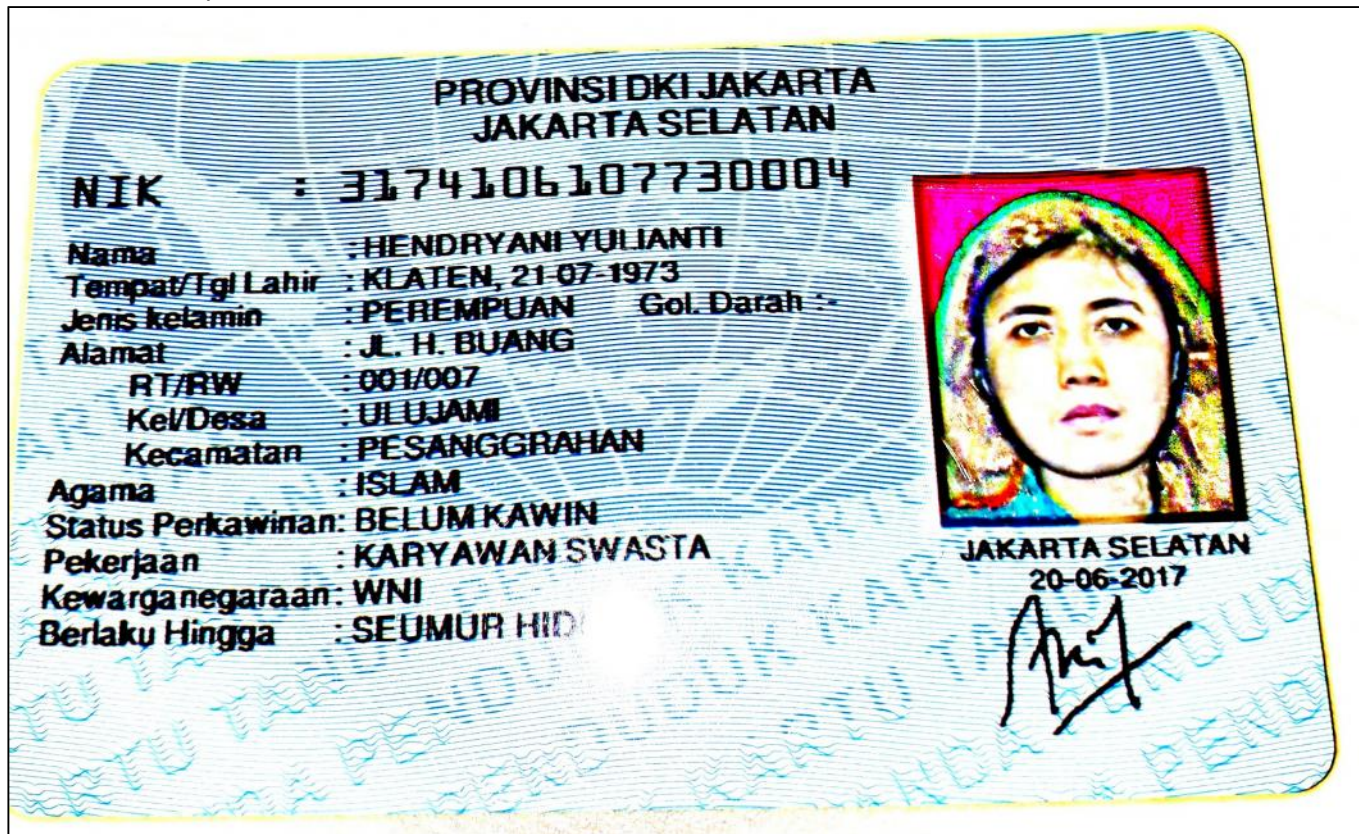 PROVINSI DKI JAKARTA
JAKARTA SELATAN
NIK : 3174106107730004
Nama : HENDRYANI YULIANTI
Tempat/Tgl Lahir : KLATEN, 21-07-1973
Jenis kelamin : PEREMPUAN Gol. Darah :-
Alamat : JL. H. BUANG
RT/RW : 001/007
Kel/Desa : ULUJAMI
Kecamatan : PESANGGRAHAN
Agama : ISLAM
Status Perkawinan: BELUM KAWIN
Pekerjaan : KARYAWAN SWASTA
Kewarganegaraan: WNI
Berlaku Hingga : SEUMUR
JAKARTA SELATAN
20-06-2017